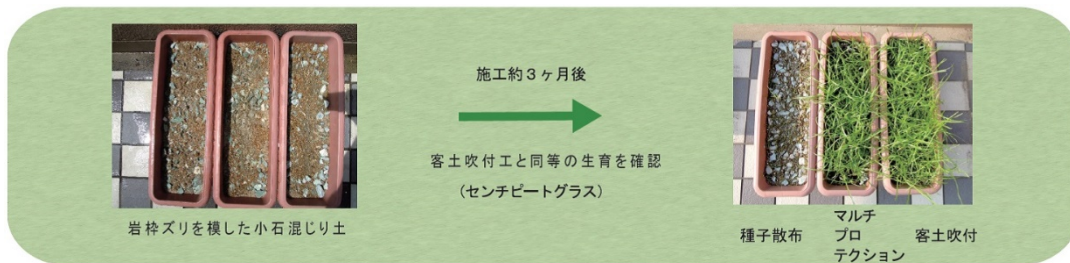 施工約３ヶ月後
客土吹付工と同等の生育を確認
(センチピートグラス)
岩枠ズリを模した小石混じり土
種子散布
マルチ
プロ
テクション
客土吹付